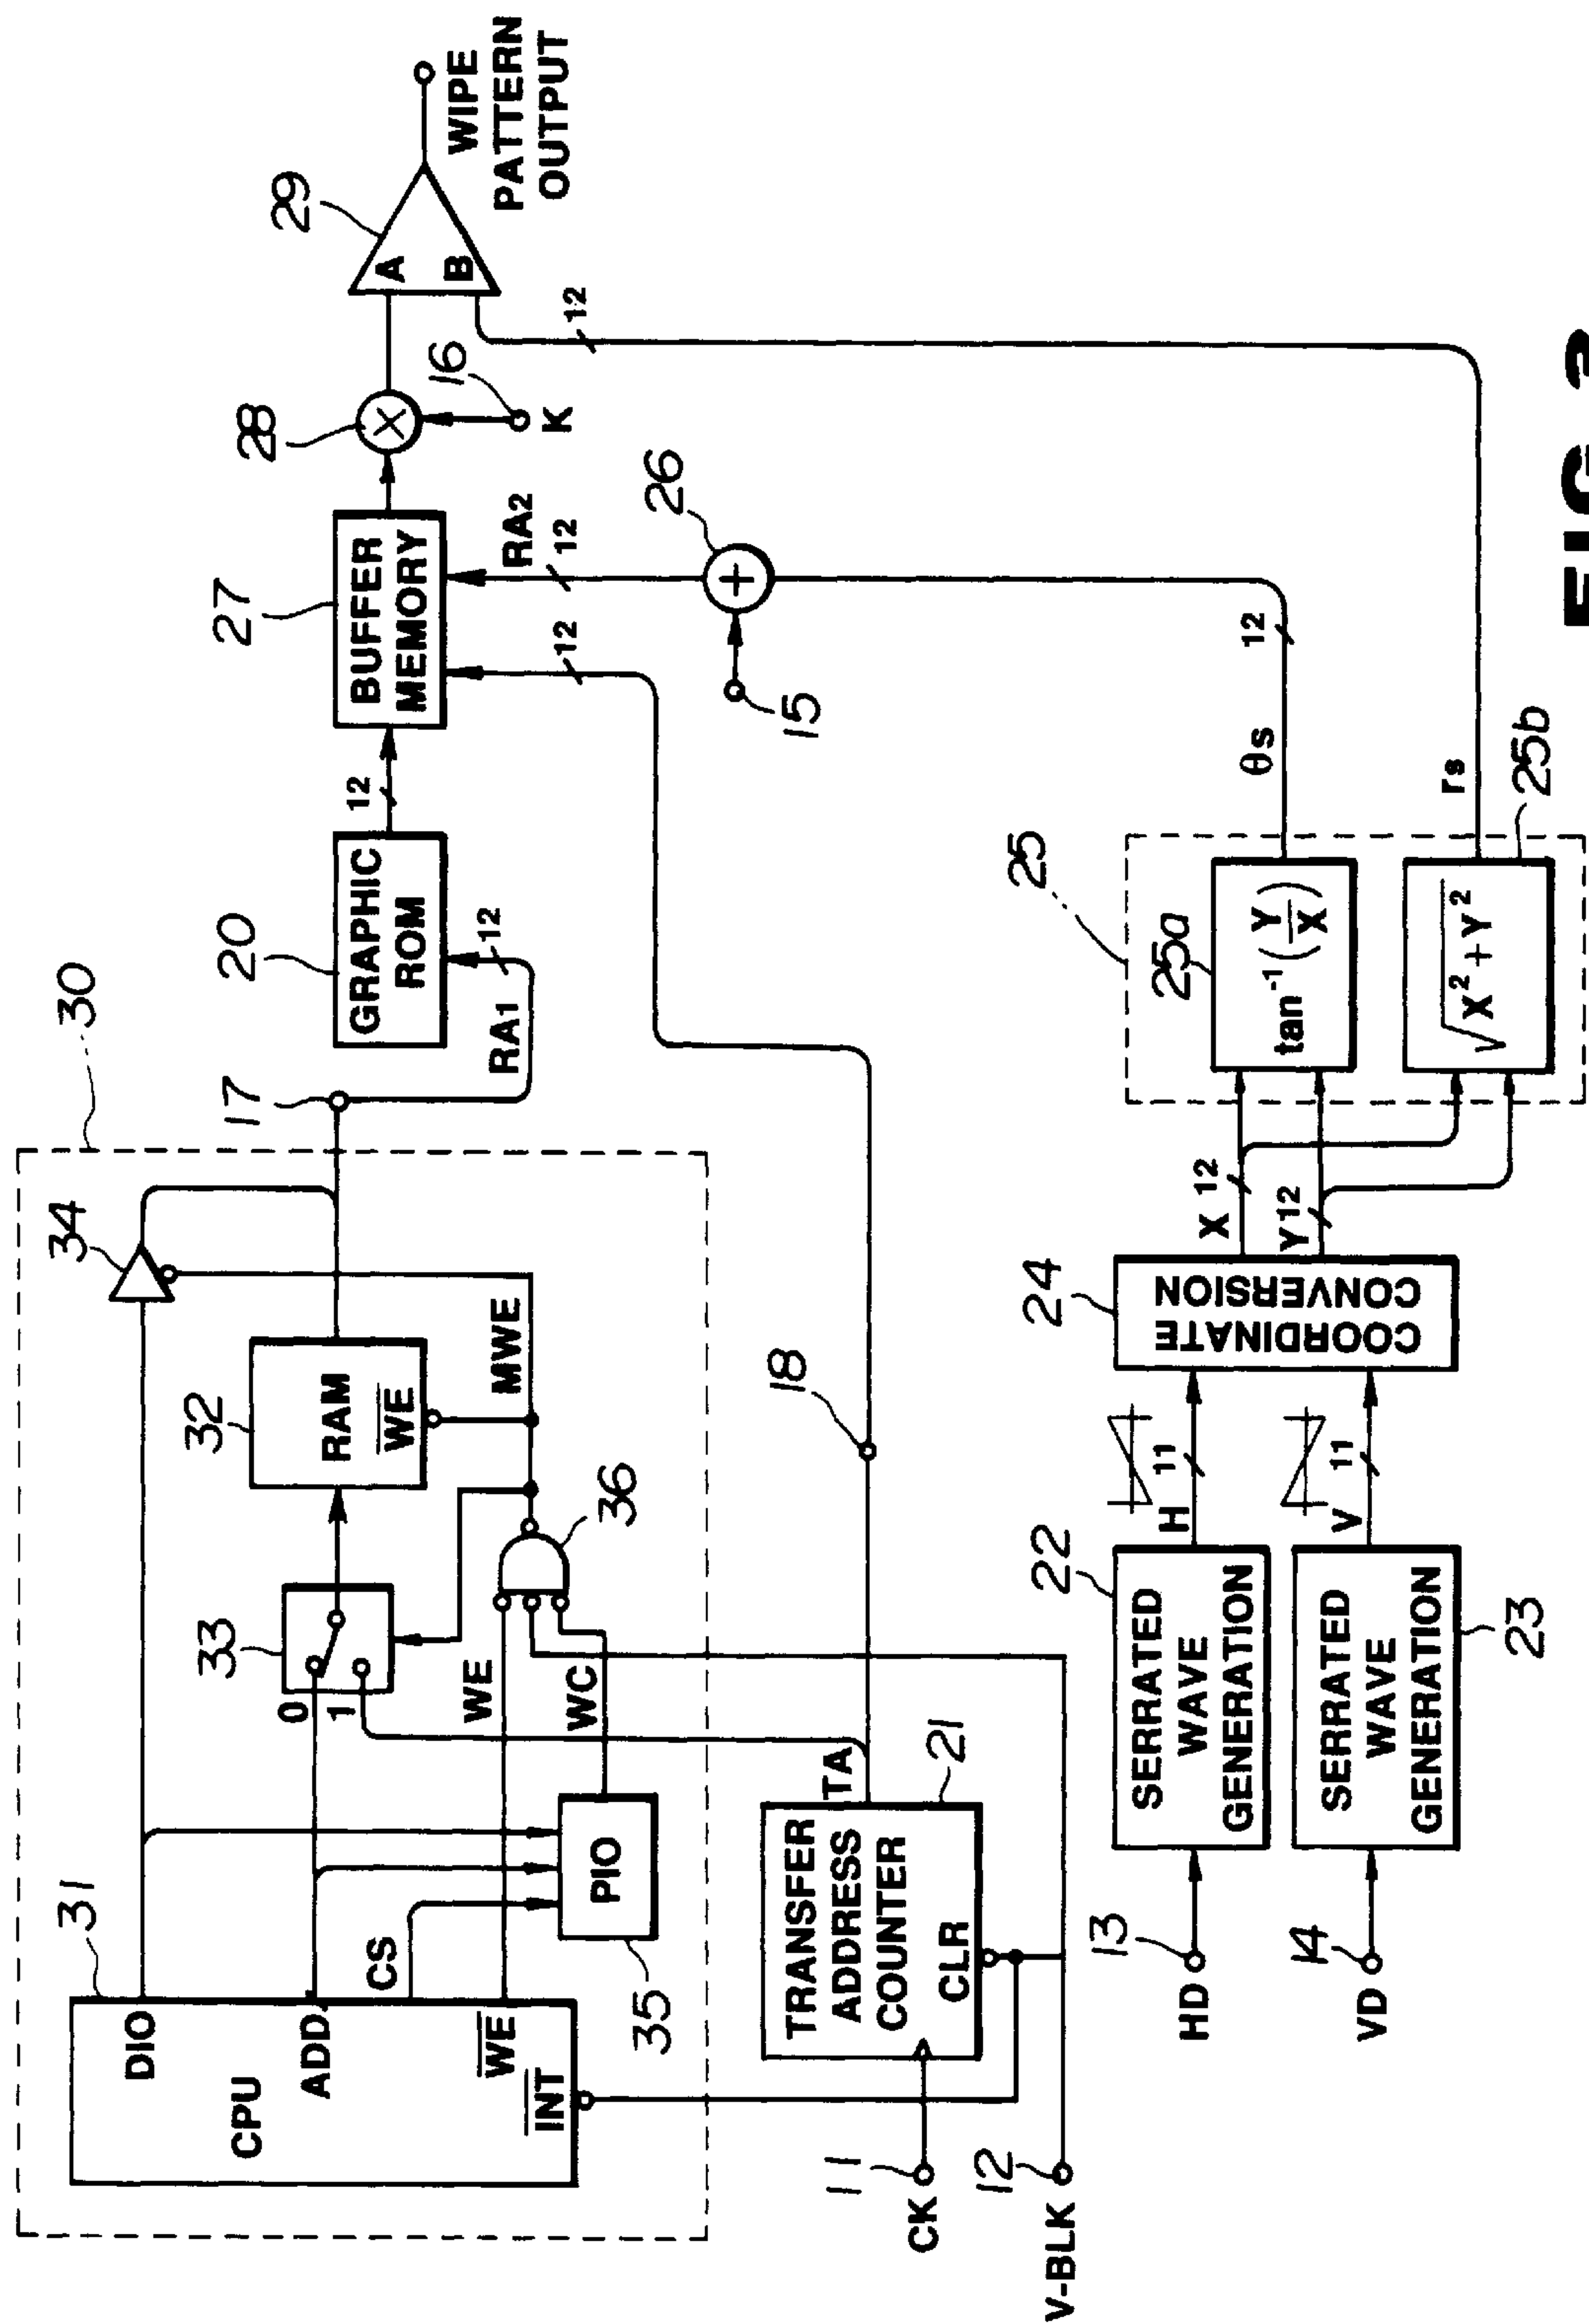 30
31
CPU
DIO
ADD
CS
WE
INT
34
33
0
1
32
RAM
WE
MWE
WE
WC
36
PIO
35
17
RA1
12
20
GRAPHIC
ROM
12
27
BUFFER
MEMORY
12
RA2
12
28
16
K
29
A
B
12
WIPE
PATTERN
OUTPUT
26
15
TRANSFER
ADDRESS
COUNTER
CLR
21
TA
18
11
CK
12
V-BLK
13
HD
14
VD
22
SERRATED
WAVE
GENERATION
SERRATED
WAVE
GENERATION
23
H
11
V
11
24
COORDINATE
CONVERSION
X
12
Y
12
25
25a
tan⁻¹(Y/X)
√X²+Y²
25b
θs
12
rs